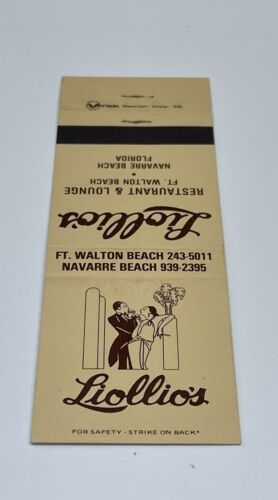 Liollio's
RESTAURANT & LOUNGE
FT. WALTON BEACH
•
NAVARRE BEACH
FLORIDA
FT. WALTON BEACH 243-5011
NAVARRE BEACH 939-2395
Liollio's
FOR SAFETY - STRIKE ON BACK